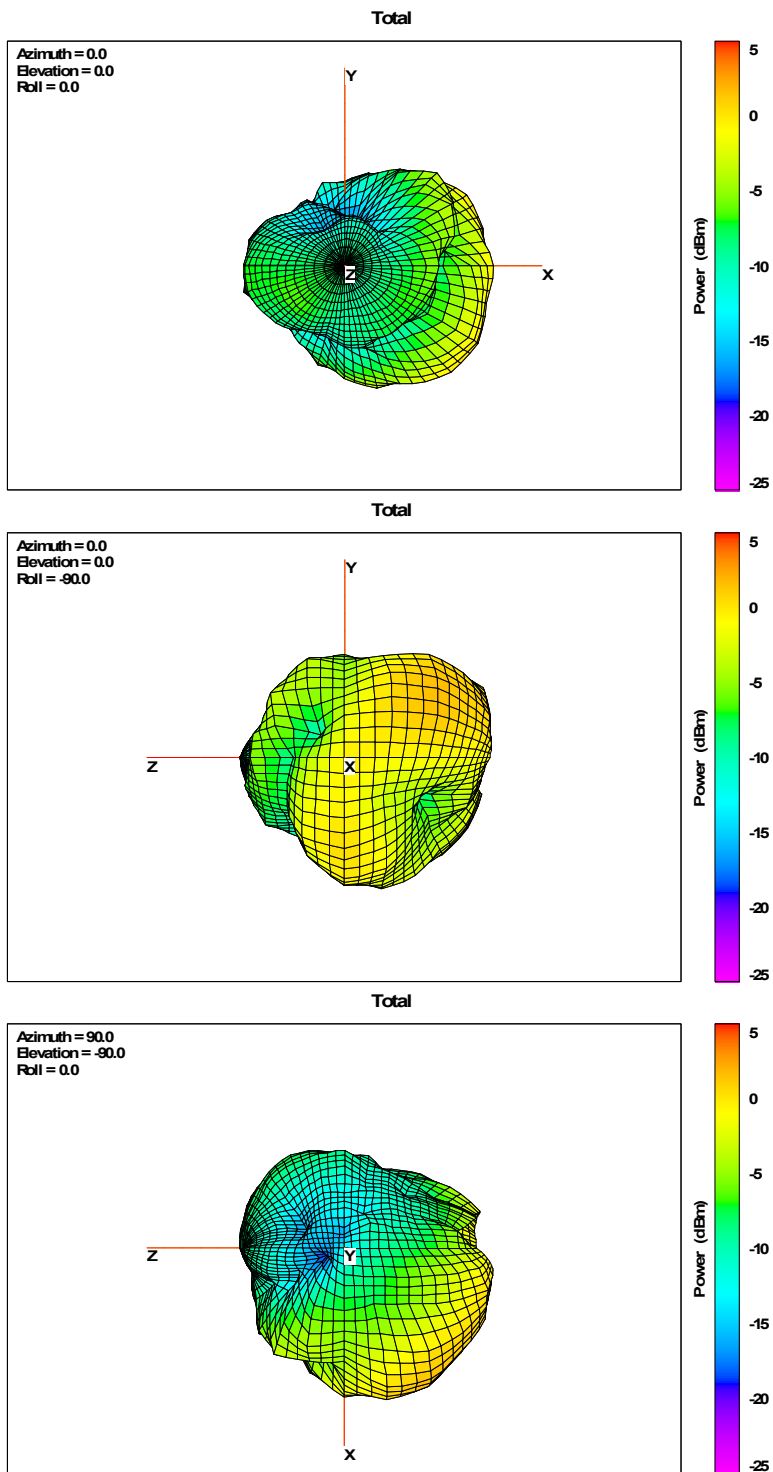 Total
Azimuth = 0.0
Elevation = 0.0
Roll = 0.0
Y
Z
X
5
0
-5
-10
-15
-20
-25
Power (dBm)
Total
Azimuth = 0.0
Elevation = 0.0
Roll = -90.0
Y
Z
X
5
0
-5
-10
-15
-20
-25
Power (dBm)
Total
Azimuth = 90.0
Elevation = -90.0
Roll = 0.0
Z
Y
X
5
0
-5
-10
-15
-20
-25
Power (dBm)